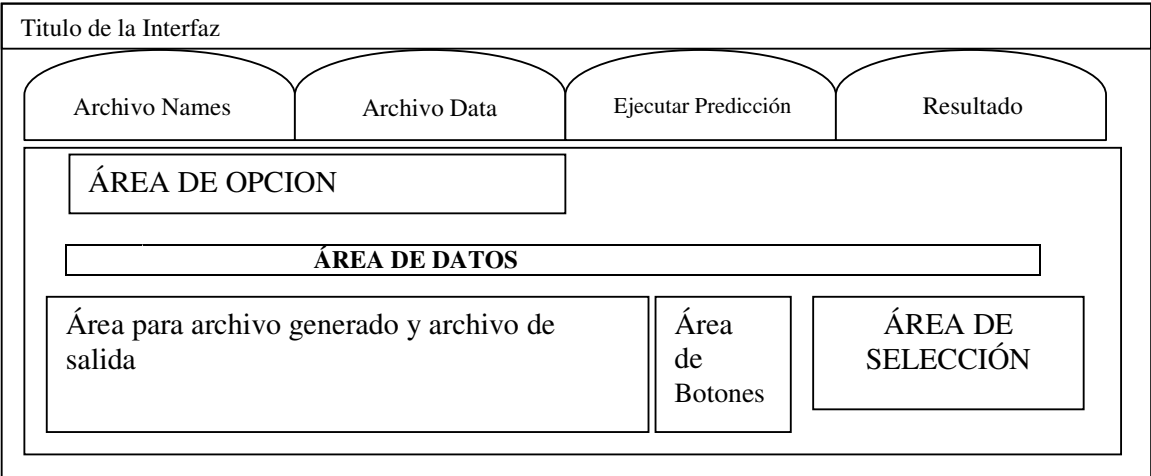 Titulo de la Interfaz
Archivo Names
Archivo Data
Ejecutar Predicción
Resultado
ÁREA DE OPCION
ÁREA DE DATOS
Área para archivo generado y archivo de
salida
Área
de
Botones
ÁREA DE
SELECCIÓN